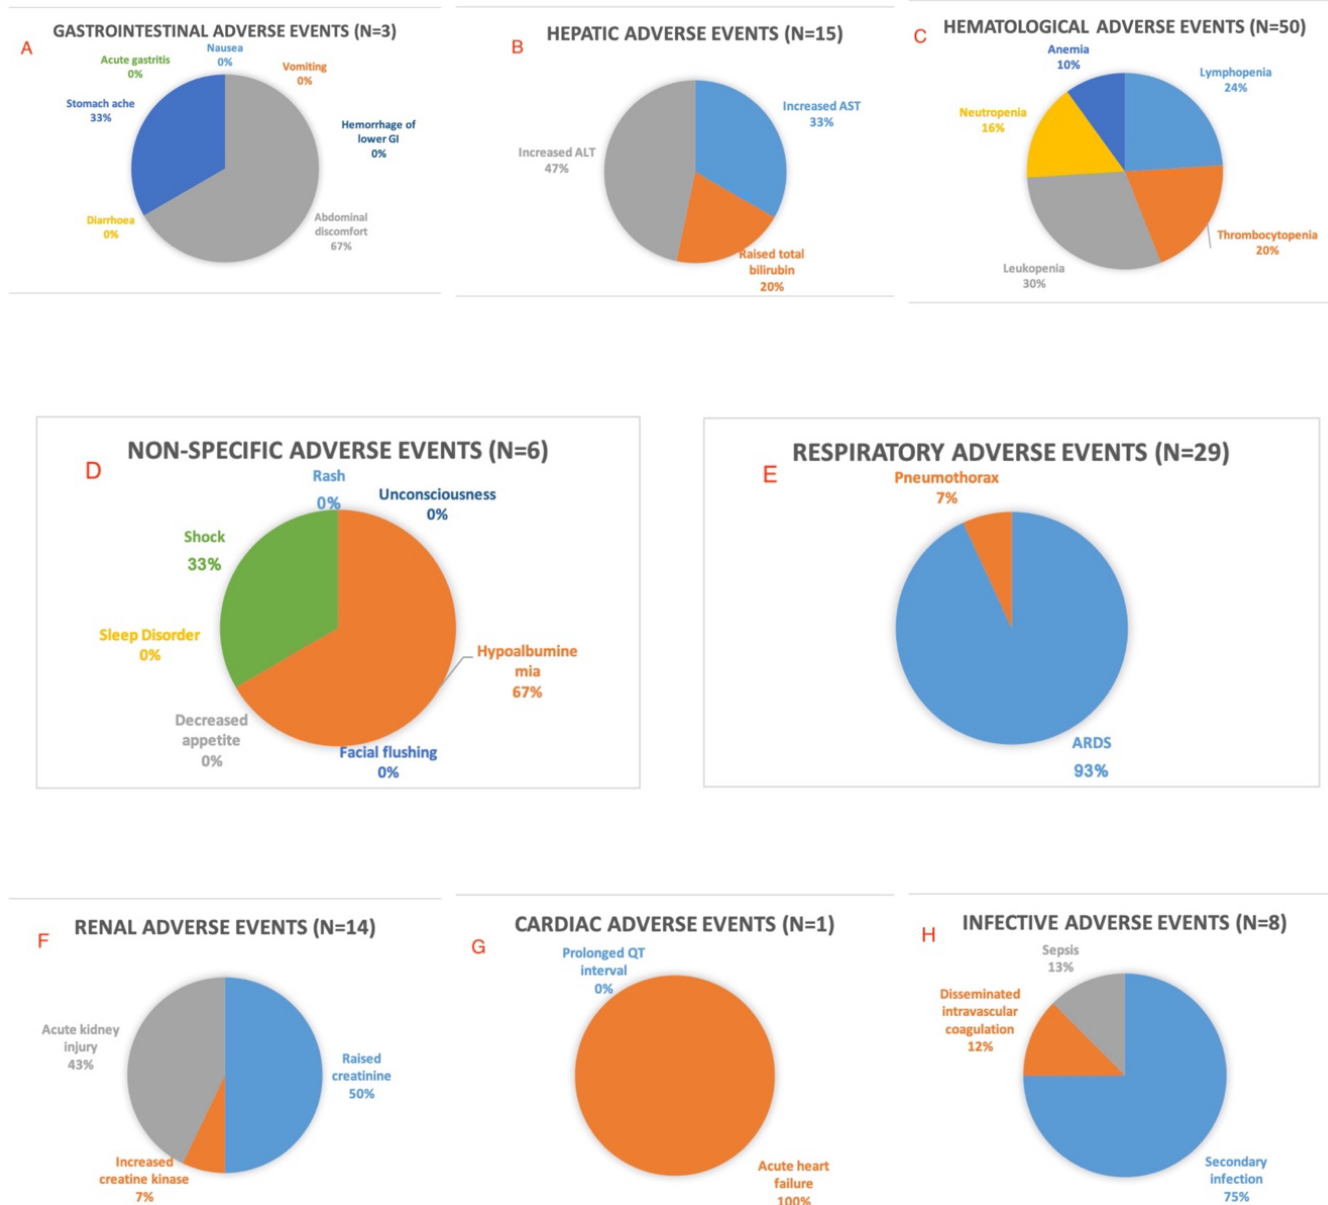 A
GASTROINTESTINAL ADVERSE EVENTS (N=3)
Nausea
0%
Acute gastritis
0%
Vomiting
0%
Stomach ache
33%
Hemorrhage of
lower GI
0%
Diarrhoea
0%
Abdominal
discomfort
67%
B
HEPATIC ADVERSE EVENTS (N=15)
Increased AST
33%
Increased ALT
47%
Raised total
bilirubin
20%
C
HEMATOLOGICAL ADVERSE EVENTS (N=50)
Anemia
10%
Lymphopenia
24%
Neutropenia
16%
Thrombocytopenia
20%
Leukopenia
30%
D
NON-SPECIFIC ADVERSE EVENTS (N=6)
Rash
0%
Unconsciousness
0%
Shock
33%
Sleep Disorder
0%
Hypoalbumine
mia
67%
Decreased
appetite
0%
Facial flushing
0%
E
RESPIRATORY ADVERSE EVENTS (N=29)
Pneumothorax
7%
ARDS
93%
F
RENAL ADVERSE EVENTS (N=14)
Acute kidney
injury
43%
Raised
creatinine
50%
Increased
creatine kinase
7%
G
CARDIAC ADVERSE EVENTS (N=1)
Prolonged QT
interval
0%
Acute heart
failure
100%
H
INFECTIVE ADVERSE EVENTS (N=8)
Sepsis
13%
Disseminated
intravascular
coagulation
12%
Secondary
infection
75%